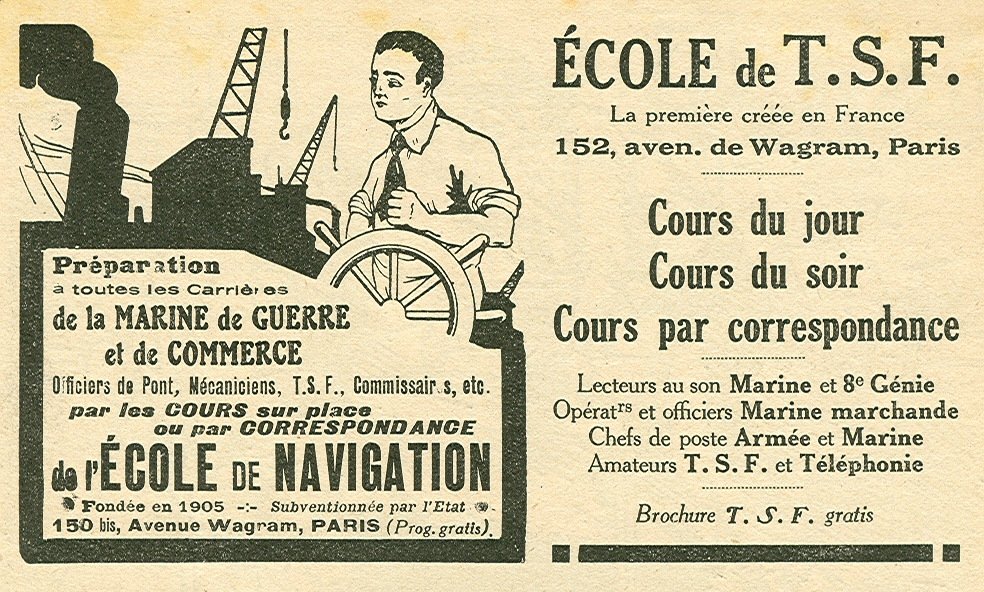 Préparation
à toutes les Carrières
de la MARINE de GUERRE
et de COMMERCE
Officiers de Pont, Mécaniciens, T.S.F., Commissair.s, etc.
par les COURS sur place
ou par CORRESPONDANCE
de l'ÉCOLE DE NAVIGATION
Fondée en 1905 -:- Subventionnée par l'Etat
150 bis, Avenue Wagram, PARIS (Prog. gratis).
ÉCOLE de T.S.F.
La première créée en France
152, aven. de Wagram, Paris
Cours du jour
Cours du soir
Cours par correspondance
Lecteurs au son Marine et 8e Génie
Opératrs et officiers Marine marchande
Chefs de poste Armée et Marine
Amateurs T.S.F. et Téléphonie
Brochure T.S.F. gratis